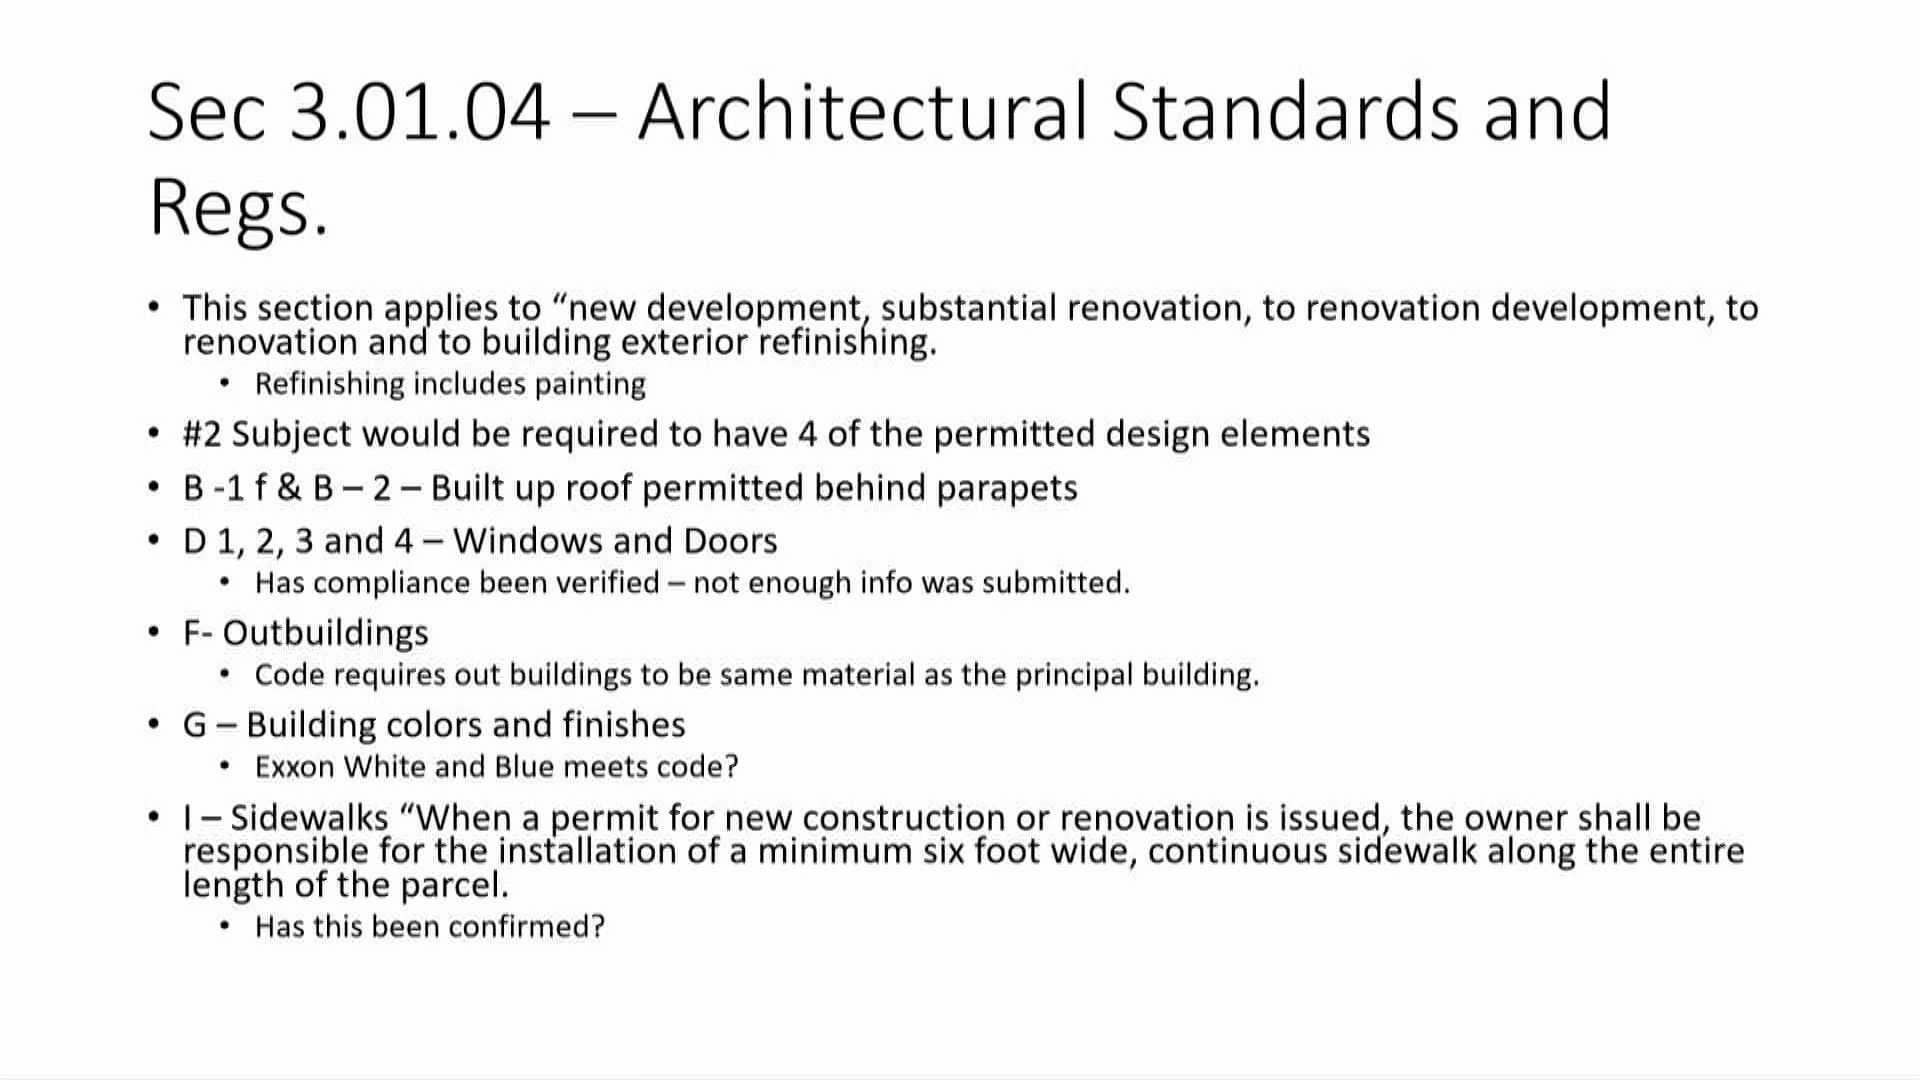 Sec 3.01.04 – Architectural Standards and
Regs.
• This section applies to “new development, substantial renovation, to renovation development, to
renovation and to building exterior refinishing.
• Refinishing includes painting
• #2 Subject would be required to have 4 of the permitted design elements
• B -1 f & B – 2 – Built up roof permitted behind parapets
• D 1, 2, 3 and 4 – Windows and Doors
• Has compliance been verified – not enough info was submitted.
• F- Outbuildings
• Code requires out buildings to be same material as the principal building.
• G – Building colors and finishes
• Exxon White and Blue meets code?
• I – Sidewalks “When a permit for new construction or renovation is issued, the owner shall be
responsible for the installation of a minimum six foot wide, continuous sidewalk along the entire
length of the parcel.
• Has this been confirmed?